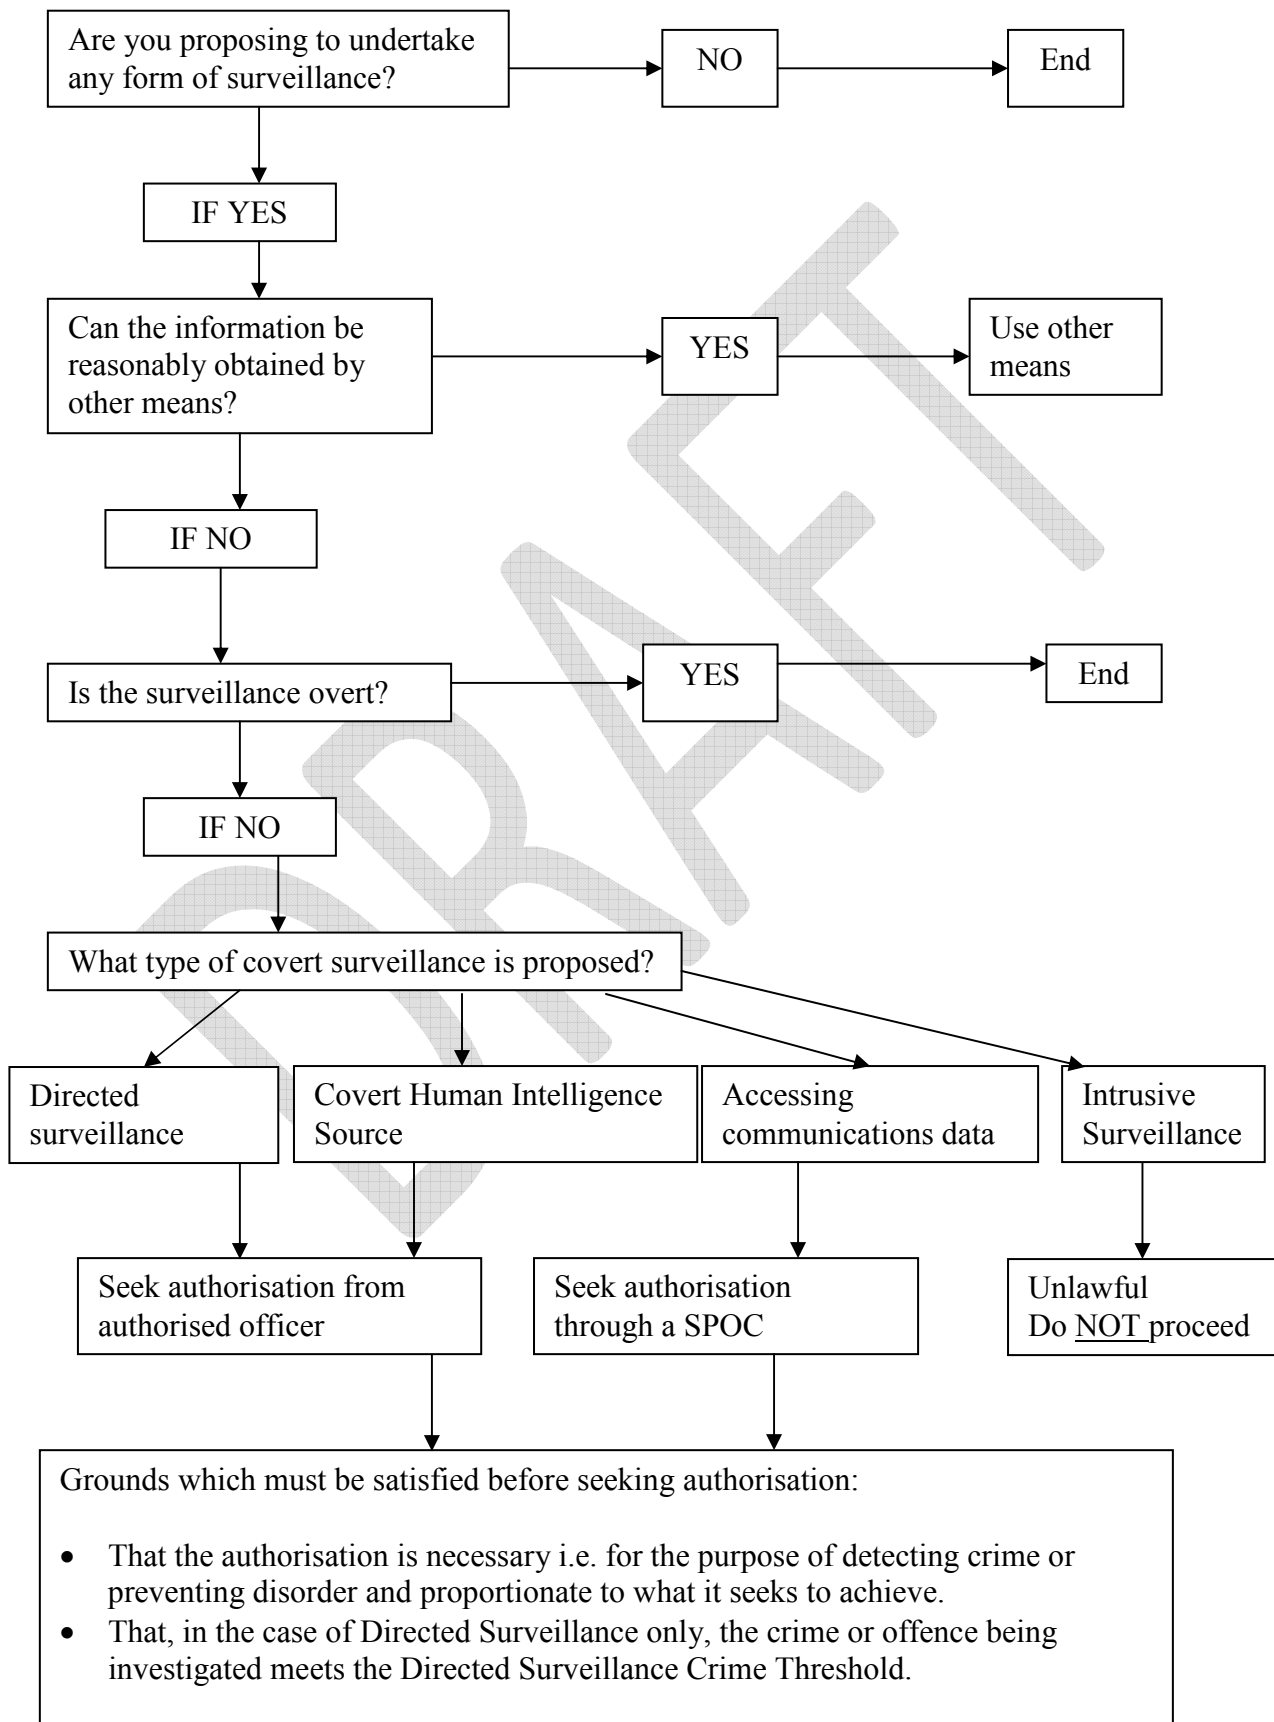 Are you proposing to undertake
any form of surveillance?
NO
End
IF YES
Can the information be
reasonably obtained by
other means?
YES
Use other
means
IF NO
Is the surveillance overt?
YES
End
IF NO
What type of covert surveillance is proposed?
Directed
surveillance
Covert Human Intelligence
Source
Accessing
communications data
Intrusive
Surveillance
Seek authorisation from
authorised officer
Seek authorisation
through a SPOC
Unlawful
Do NOT proceed
Grounds which must be satisfied before seeking authorisation:
• That the authorisation is necessary i.e. for the purpose of detecting crime or
preventing disorder and proportionate to what it seeks to achieve.
• That, in the case of Directed Surveillance only, the crime or offence being
investigated meets the Directed Surveillance Crime Threshold.
DRAFT